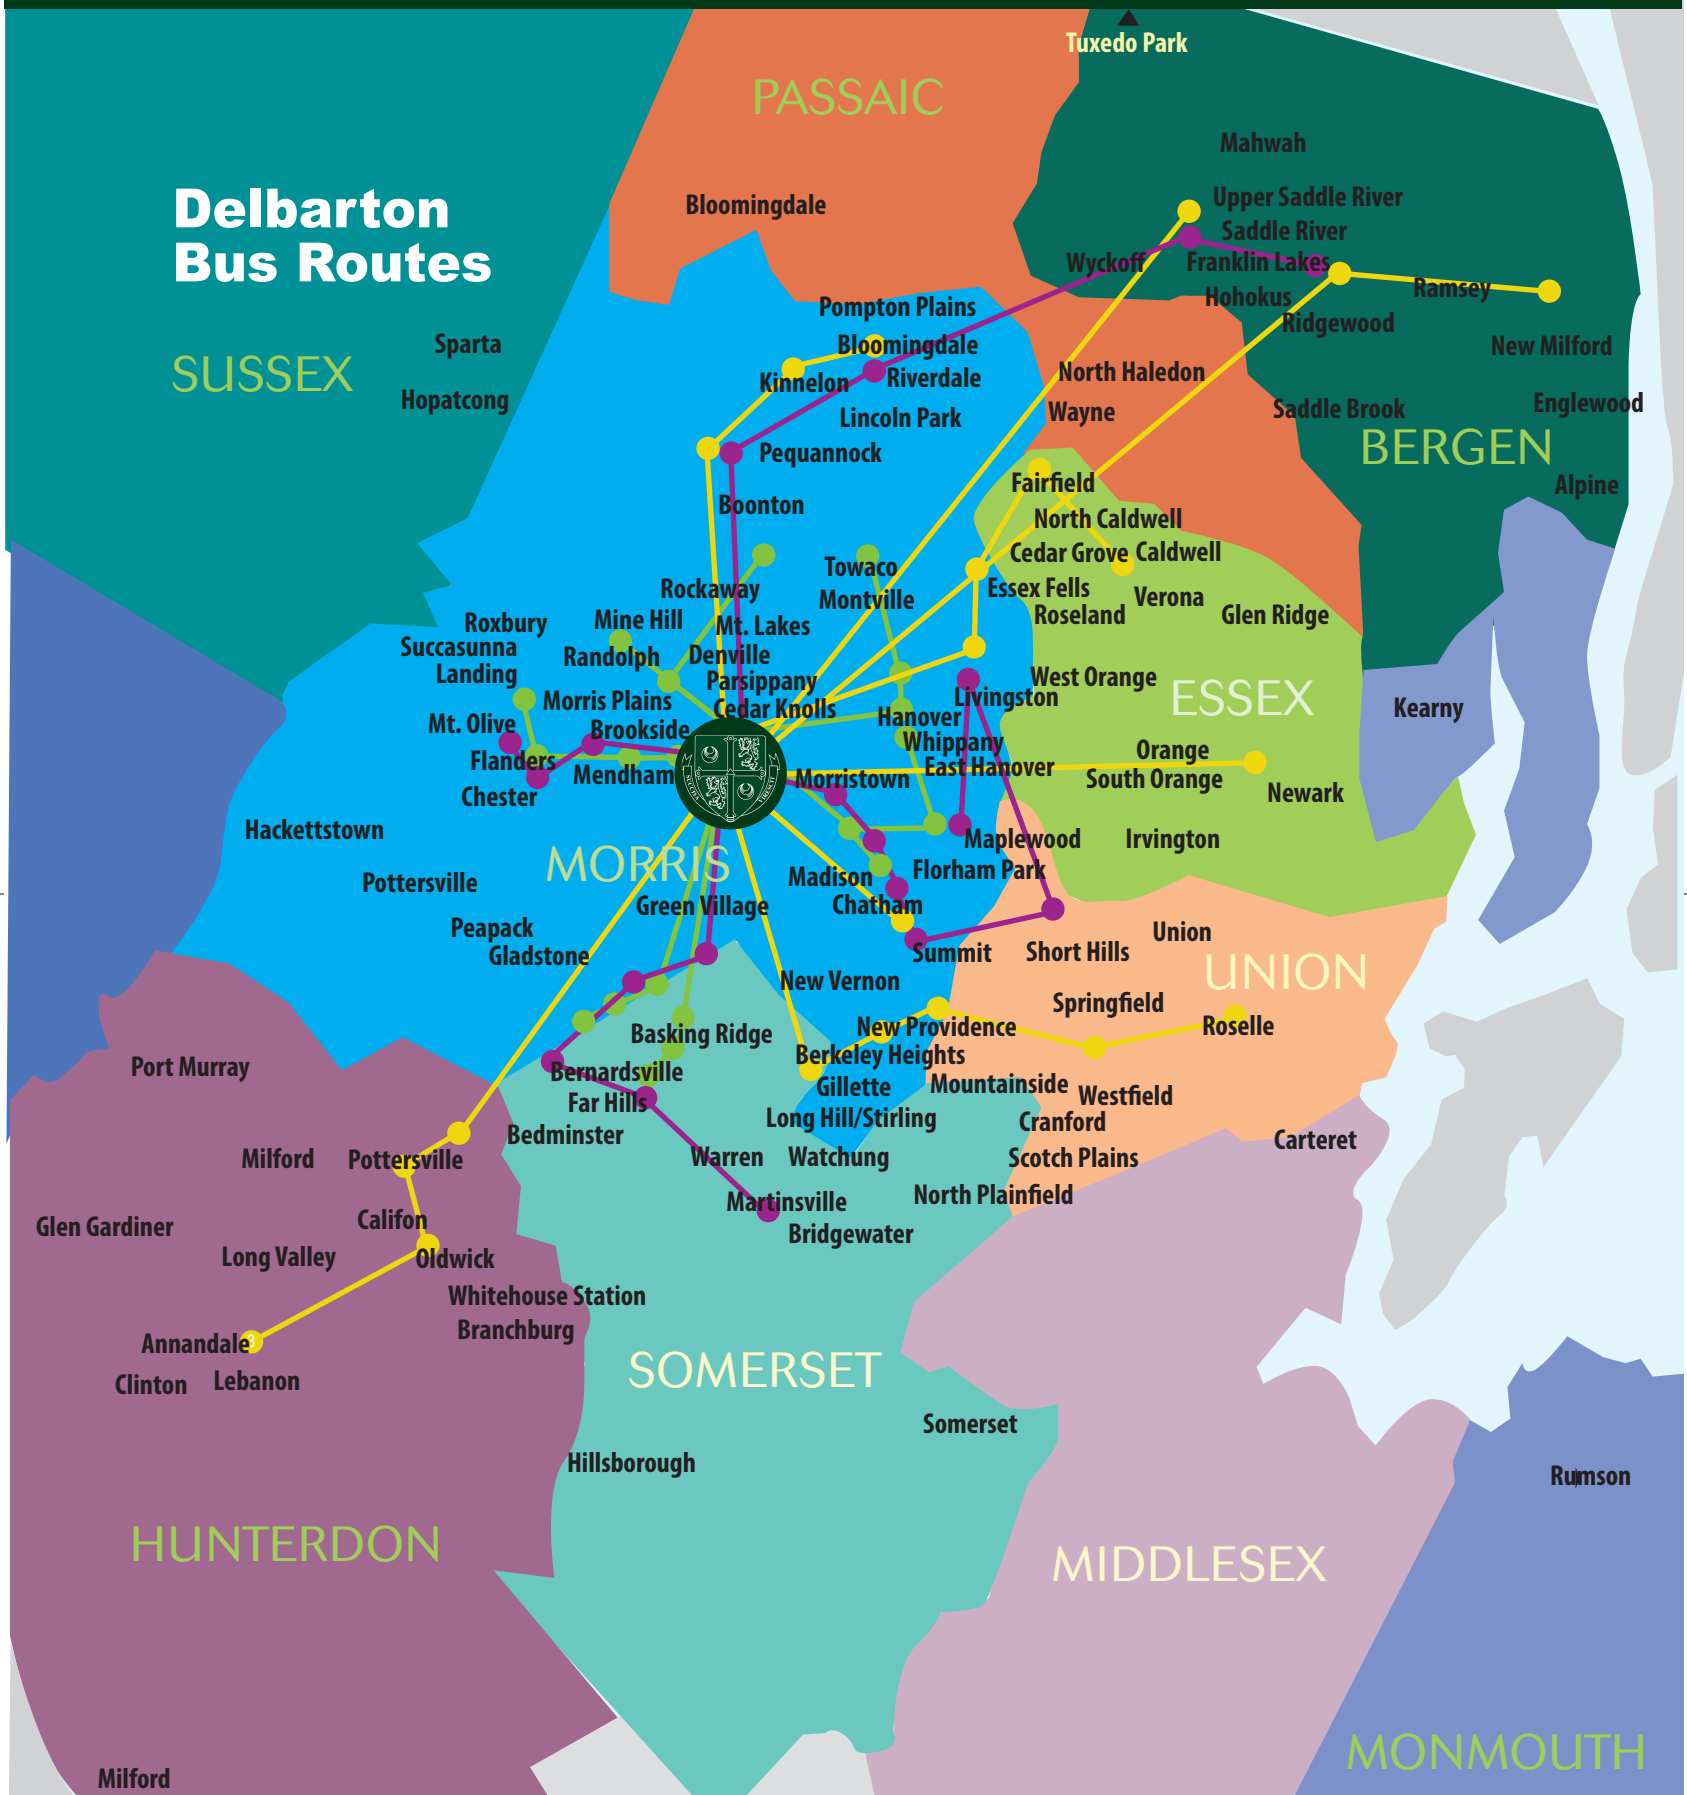 Tuxedo Park
PASSAIC
Mahwah
Delbarton
Bus Routes
Bloomingdale
Upper Saddle River
Saddle River
Wyckoff
Franklin Lakes
Hohokus
Ramsey
Pompton Plains
Ridgewood
Sparta
Bloomingdale
New Milford
SUSSEX
Kinnelon
Riverdale
North Haledon
Hopatcong
Lincoln Park
Wayne
Saddle Brook
Englewood
BERGEN
Pequannock
Fairfield
Alpine
Boonton
North Caldwell
Cedar Grove
Caldwell
Towaco
Rockaway
Essex Fells
Montville
Verona
Roseland
Glen Ridge
Roxbury
Mine Hill
Mt. Lakes
Succasunna
Randolph
Denville
Landing
Parsippany
West Orange
Morris Plains
Livingston
ESSEX
Cedar Knolls
Hanover
Kearny
Mt. Olive
Brookside
Whippany
Orange
Flanders
Mendham
Morristown
East Hanover
South Orange
Chester
Newark
SUCCISA
VIRESCIT
Hackettstown
Maplewood
Irvington
MORRIS
Pottersville
Madison
Florham Park
Green Village
Chatham
Peapack
Union
Gladstone
Summit
Short Hills
UNION
New Vernon
Springfield
Basking Ridge
New Providence
Roselle
Port Murray
Berkeley Heights
Bernardsville
Gillette
Mountainside
Westfield
Far Hills
Long Hill/Stirling
Cranford
Bedminster
Carteret
Milford
Pottersville
Warren
Watchung
Scotch Plains
Martinsville
North Plainfield
Glen Gardiner
Califon
Bridgewater
Long Valley
Oldwick
Whitehouse Station
Branchburg
Annandale
3
Clinton
Lebanon
SOMERSET
Somerset
Hillsborough
Rumson
HUNTERDON
MIDDLESEX
MONMOUTH
Milford